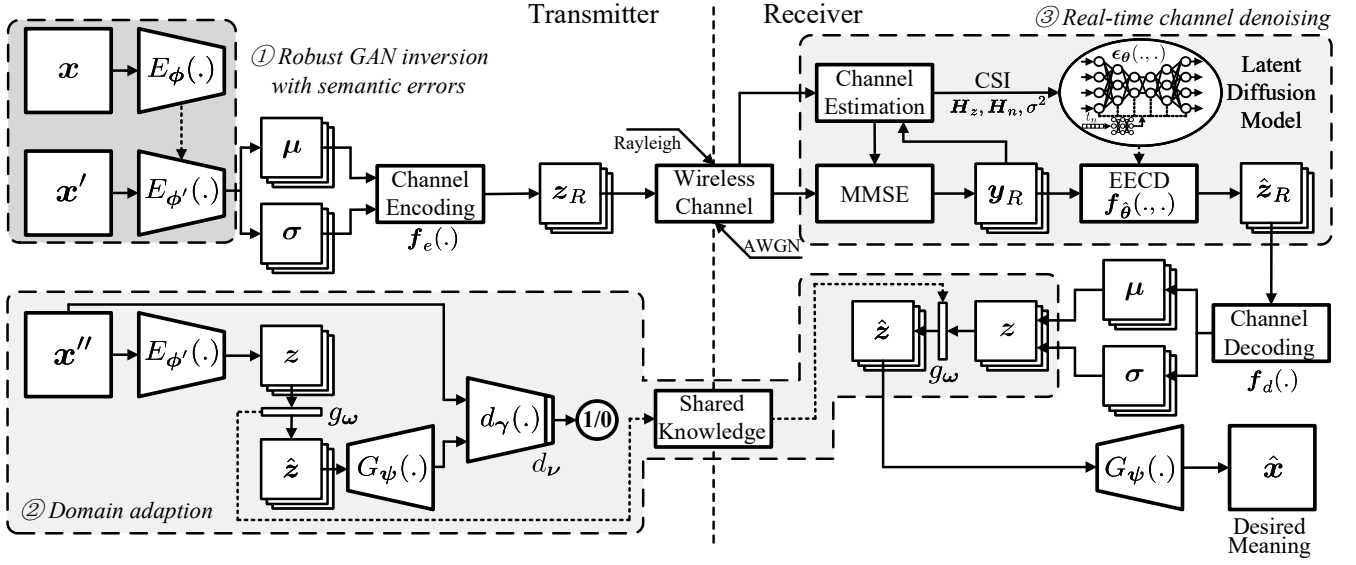 Transmitter
Receiver
③ Real-time channel denoising
x
E_ϕ(.)
① Robust GAN inversion
with semantic errors
x′
E_ϕ′(.)
μ
σ
Channel
Encoding
f_e(.)
z_R
Rayleigh
Wireless
Channel
AWGN
Channel
Estimation
CSI
H_z, H_n, σ²
ϵ_θ(.,.)
t_n
Latent
Diffusion
Model
MMSE
y_R
EECD
f_θ̂(.,.)
ẑ_R
x″
E_ϕ′(.)
z
g_ω
ẑ
G_ψ(.)
d_γ(.)
d_ν
1/0
② Domain adaption
Shared
Knowledge
ẑ
g_ω
z
μ
σ
Channel
Decoding
f_d(.)
G_ψ(.)
x̂
Desired
Meaning